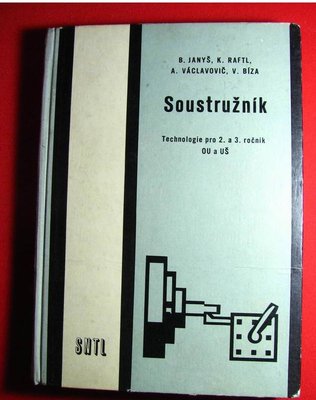 B. JANYŠ, K. RAFTL,
A. VÁCLAVOVIČ, V. BÍZA
Soustružník
Technologie pro 2. a 3. ročník
OU a UŠ
SNTL